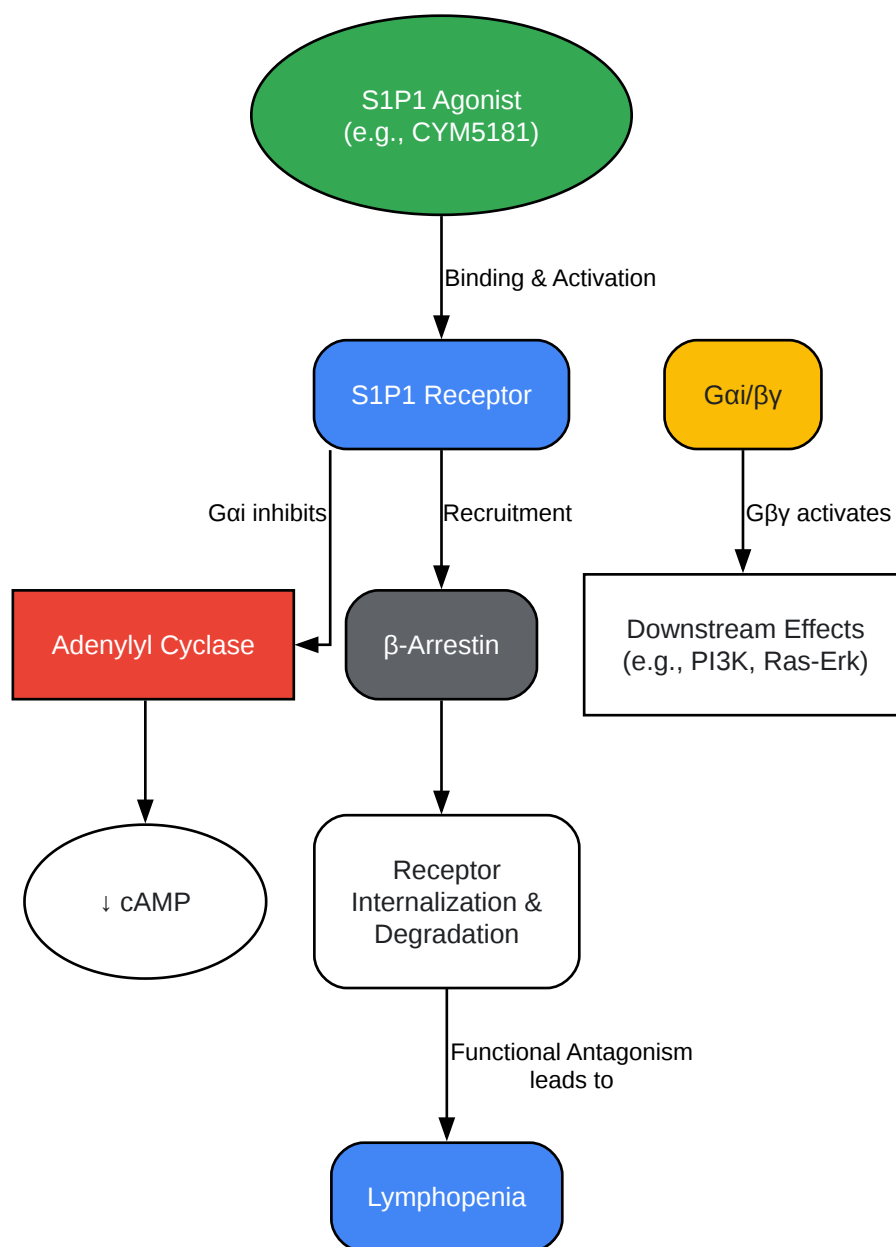 S1P1 Agonist
(e.g., CYM5181)
Binding & Activation
S1P1 Receptor
Gαi/βγ
Gαi inhibits
Recruitment
Gβγ activates
Adenylyl Cyclase
β-Arrestin
Downstream Effects
(e.g., PI3K, Ras-Erk)
↓ cAMP
Receptor
Internalization &
Degradation
Functional Antagonism
leads to
Lymphopenia